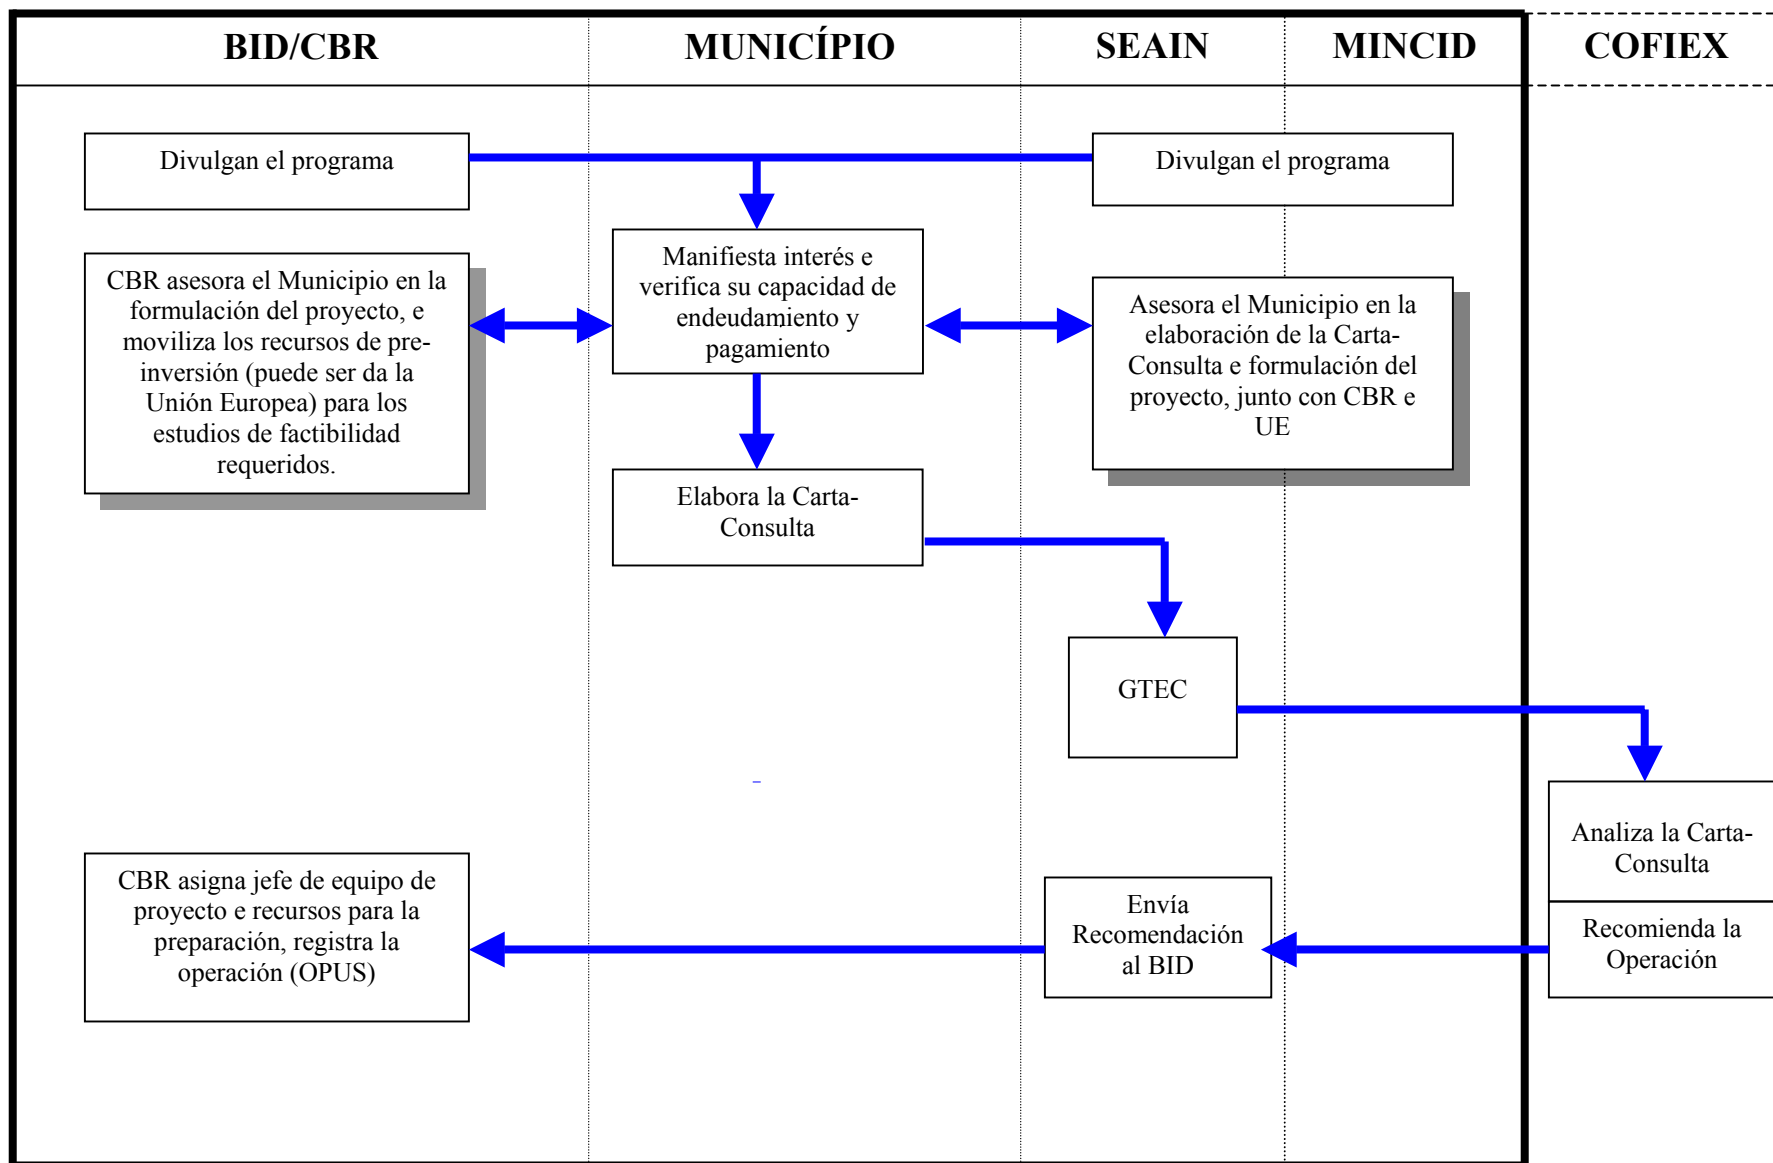 BID/CBR
MUNICÍPIO
SEAIN
MINCID
COFIEX
Divulgan el programa
Divulgan el programa
CBR asesora el Municipio en la
formulación del proyecto, e
moviliza los recursos de pre-
inversión (puede ser da la
Unión Europea) para los
estudios de factibilidad
requeridos.
Manifiesta interés e
verifica su capacidad de
endeudamiento y
pagamiento
Asesora el Municipio en la
elaboración de la Carta-
Consulta e formulación del
proyecto, junto con CBR e
UE
Elabora la Carta-
Consulta
GTEC
Analiza la Carta-
Consulta
Recomienda la
Operación
Envía
Recomendación
al BID
CBR asigna jefe de equipo de
proyecto e recursos para la
preparación, registra la
operación (OPUS)